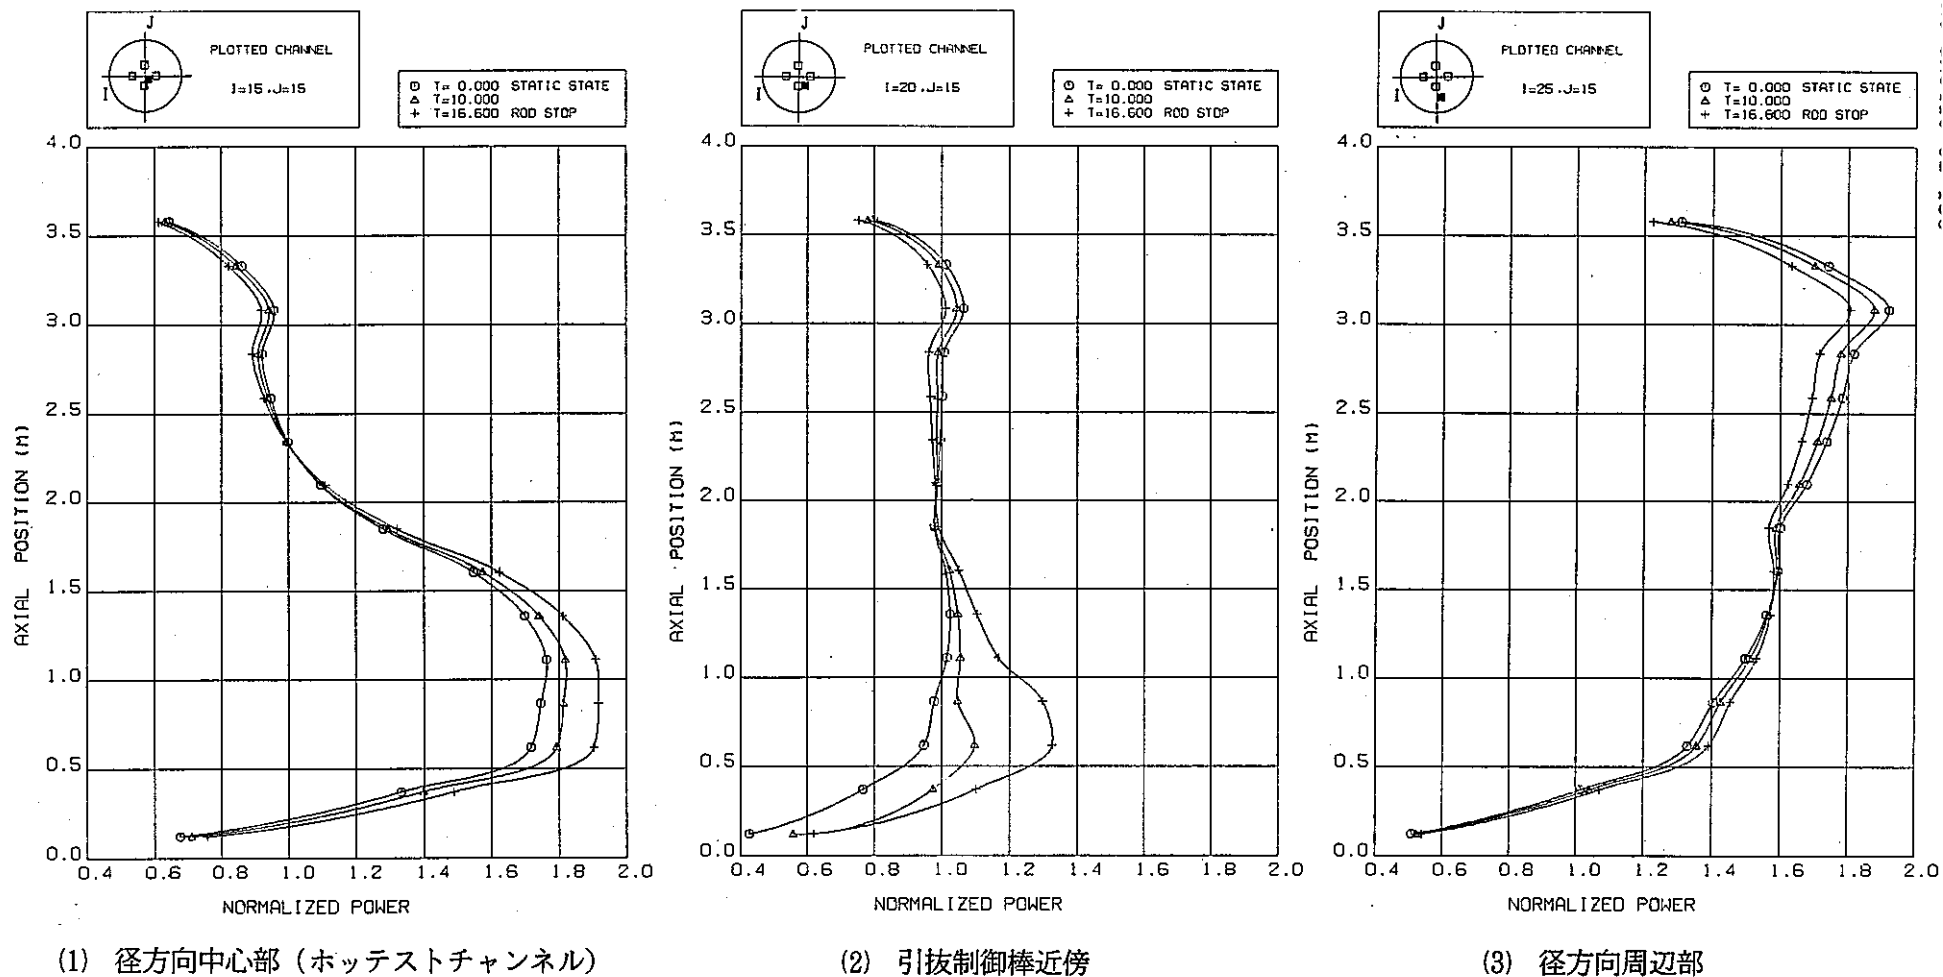 J
I
PLOTTED CHANNEL
I=15 .J=15
T= 0.000 STATIC STATE
T=10.000
T=16.600 ROD STOP
AXIAL POSITION (M)
4.0
3.5
3.0
2.5
2.0
1.5
1.0
0.5
0.0
0.4 0.6 0.8 1.0 1.2 1.4 1.6 1.8 2.0
NORMALIZED POWER
(1) 径方向中心部（ホッテストチャンネル）
J
I
PLOTTED CHANNEL
I=20 .J=15
T= 0.000 STATIC STATE
T=10.000
T=16.600 ROD STOP
AXIAL POSITION (M)
4.0
3.5
3.0
2.5
2.0
1.5
1.0
0.5
0.0
0.4 0.6 0.8 1.0 1.2 1.4 1.6 1.8 2.0
NORMALIZED POWER
(2) 引抜制御棒近傍
J
I
PLOTTED CHANNEL
I=25 .J=15
T= 0.000 STATIC STATE
T=10.000
T=16.600 ROD STOP
AXIAL POSITION (M)
4.0
3.5
3.0
2.5
2.0
1.5
1.0
0.5
0.0
0.4 0.6 0.8 1.0 1.2 1.4 1.6 1.8 2.0
NORMALIZED POWER
(3) 径方向周辺部